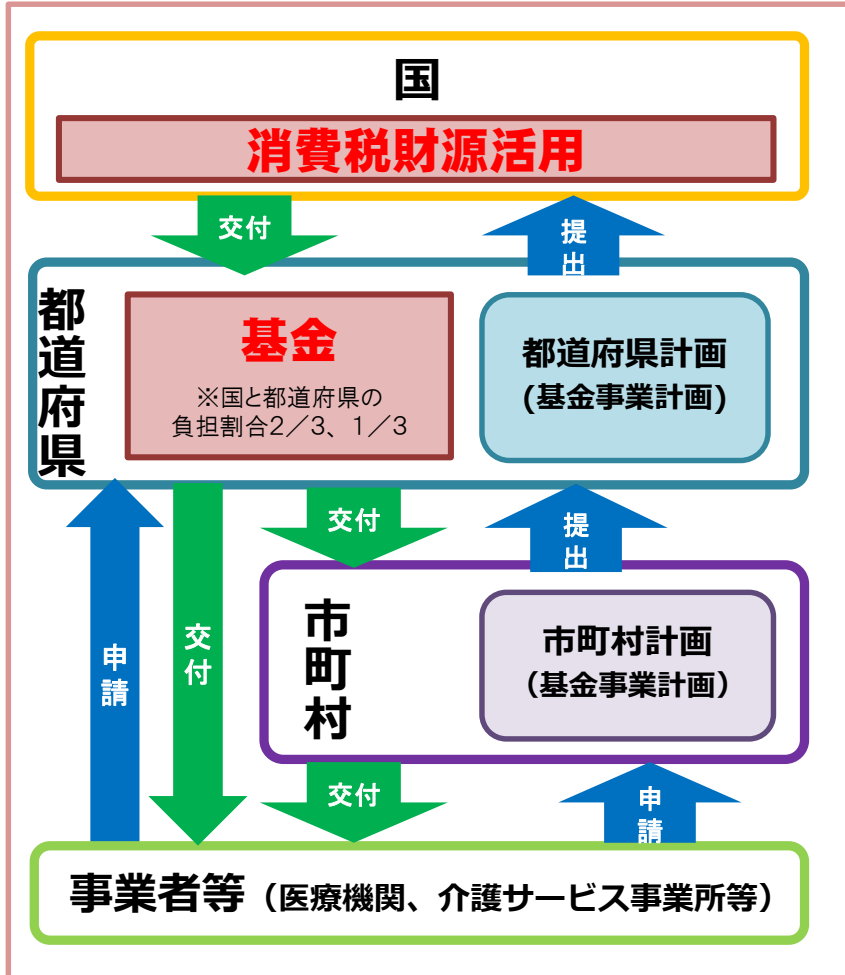 国
消費税財源活用
交付
提出
都道府県
基金
※国と都道府県の
負担割合2／3、1／3
都道府県計画
(基金事業計画)
交付
提出
申請
交付
市町村
市町村計画
（基金事業計画）
交付
申請
事業者等（医療機関、介護サービス事業所等）